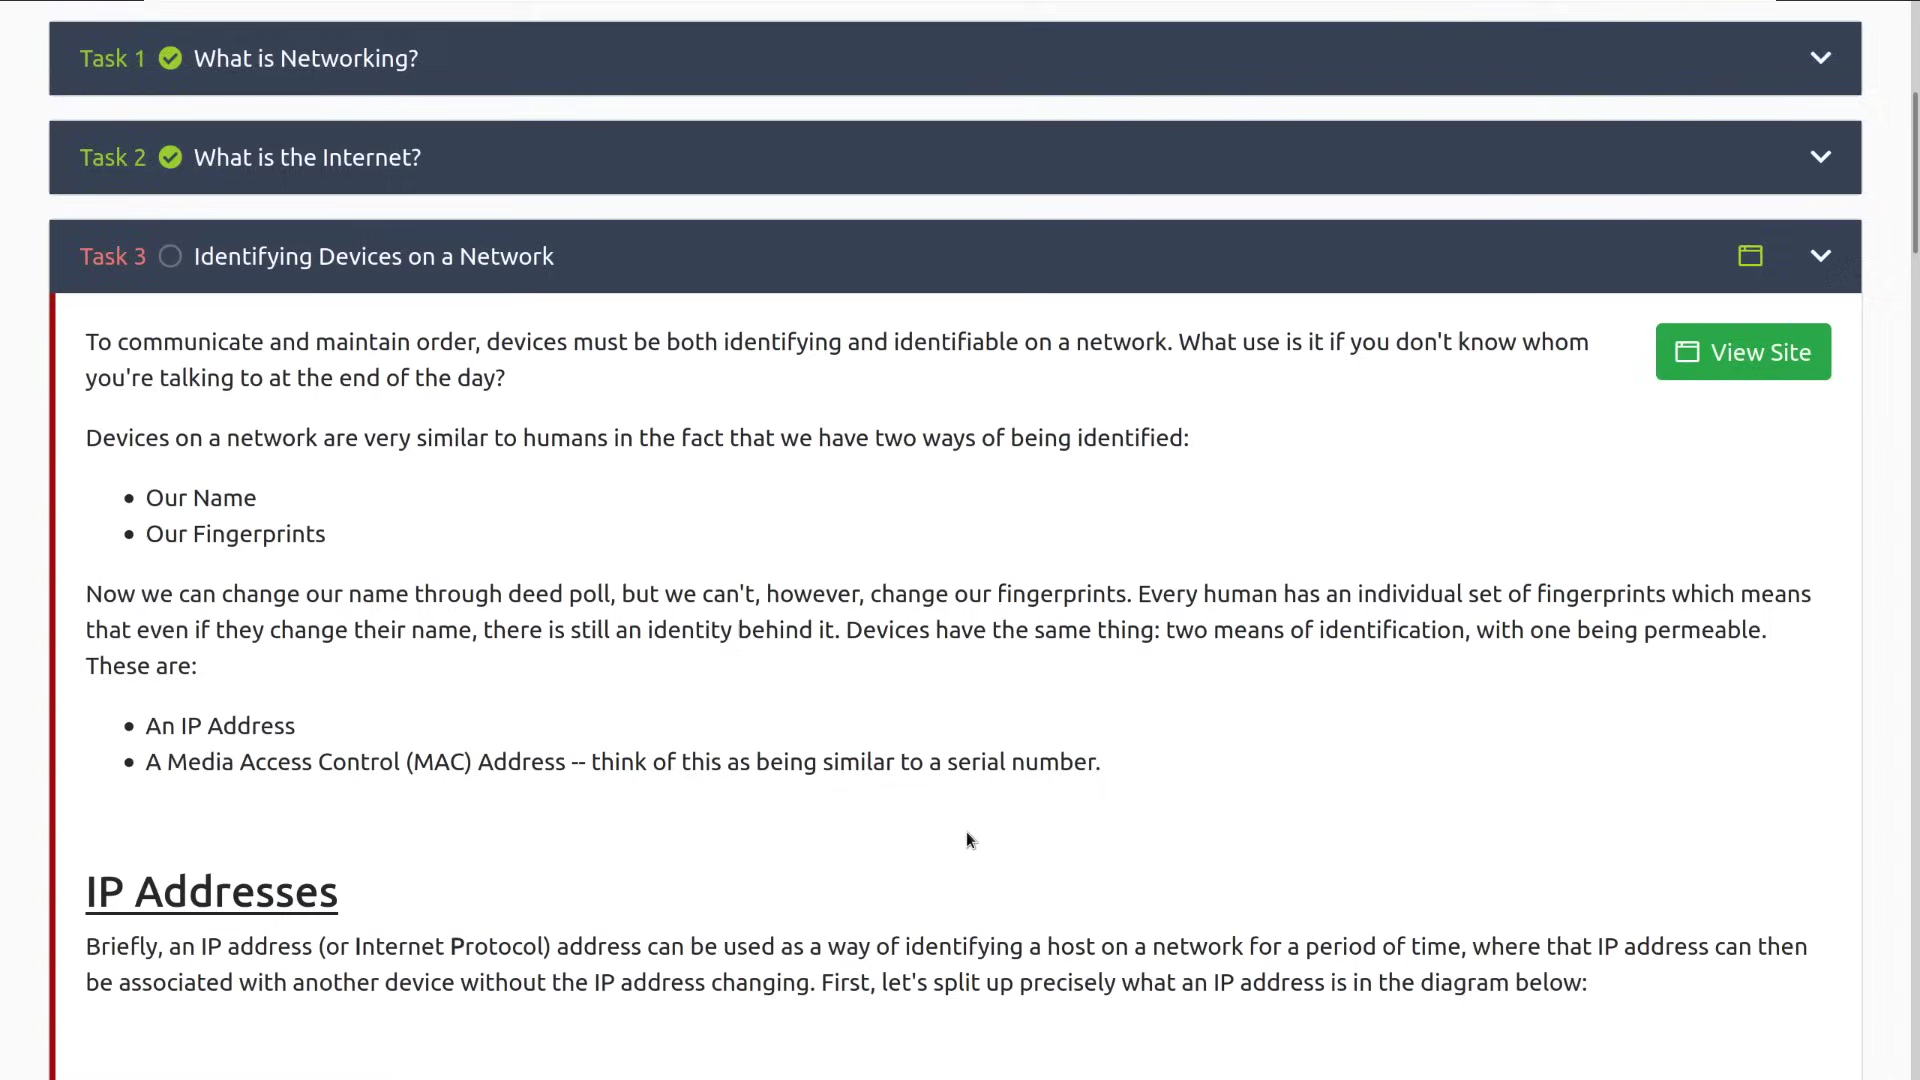 Task 1 What is Networking?
Task 2 What is the Internet?
Task 3 Identifying Devices on a Network
To communicate and maintain order, devices must be both identifying and identifiable on a network. What use is it if you don't know whom
you're talking to at the end of the day?
View Site
Devices on a network are very similar to humans in the fact that we have two ways of being identified:
• Our Name
• Our Fingerprints
Now we can change our name through deed poll, but we can't, however, change our fingerprints. Every human has an individual set of fingerprints which means
that even if they change their name, there is still an identity behind it. Devices have the same thing: two means of identification, with one being permeable.
These are:
• An IP Address
• A Media Access Control (MAC) Address -- think of this as being similar to a serial number.
IP Addresses
Briefly, an IP address (or Internet Protocol) address can be used as a way of identifying a host on a network for a period of time, where that IP address can then
be associated with another device without the IP address changing. First, let's split up precisely what an IP address is in the diagram below: